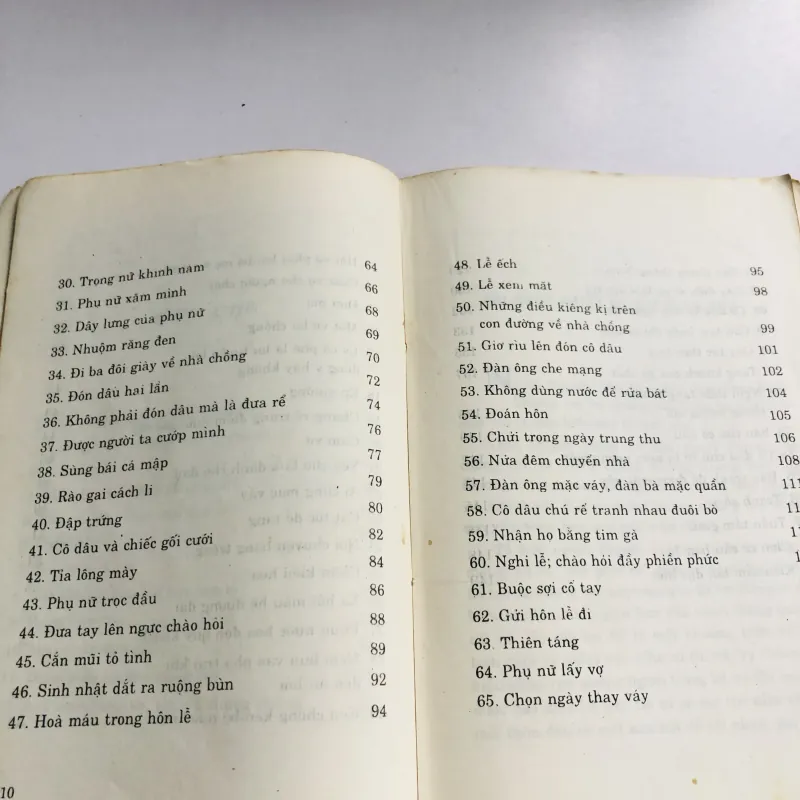 30. Trọng nữ khinh nam 64
31. Phụ nữ xăm mình 66
32. Dây lưng của phụ nữ 68
33. Nhuộm răng đen 69
34. Đi ba đôi giày về nhà chồng 70
35. Đón dâu hai lần 72
36. Không phải đón dâu mà là đưa rể 74
37. Được người ta cướp mình 76
38. Sùng bái cá mập 77
39. Rào gai cách li 79
40. Đập trứng 80
41. Cô dâu và chiếc gối cưới 82
42. Tỉa lông mày 84
43. Phụ nữ trọc đầu 86
44. Đưa tay lên ngực chào hỏi 88
45. Cắn mũi tỏ tình 89
46. Sinh nhật dắt ra ruộng bùn 92
47. Hoà máu trong hôn lễ 94
10
48. Lễ ếch 95
49. Lễ xem mặt 98
50. Những điều kiêng kị trên
con đường về nhà chồng 99
51. Giơ rìu lên đón cô dâu 101
52. Đàn ông che mạng 102
53. Không dùng nước để rửa bát 104
54. Đoán hôn 105
55. Chửi trong ngày trung thu 106
56. Nửa đêm chuyển nhà 108
57. Đàn ông mặc váy, đàn bà mặc quần 111
58. Cô dâu chú rể tranh nhau đuôi bò 11
59. Nhận họ bằng tim gà 1
60. Nghi lễ; chào hỏi đầy phiền phức 1
61. Buộc sợi cổ tay
62. Gửi hôn lễ đi
63. Thiên táng
64. Phụ nữ lấy vợ
65. Chọn ngày thay váy